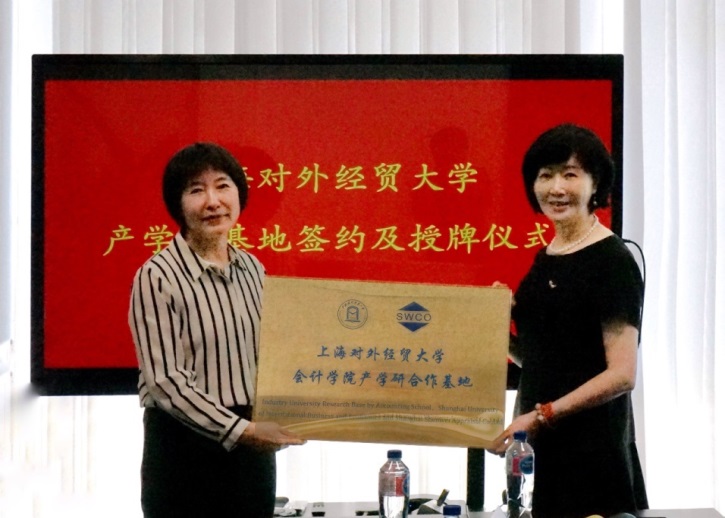 对外经贸大学
产学 基地签约及授牌仪式
SWCO
上海对外经贸大学
会计学院产学研合作基地